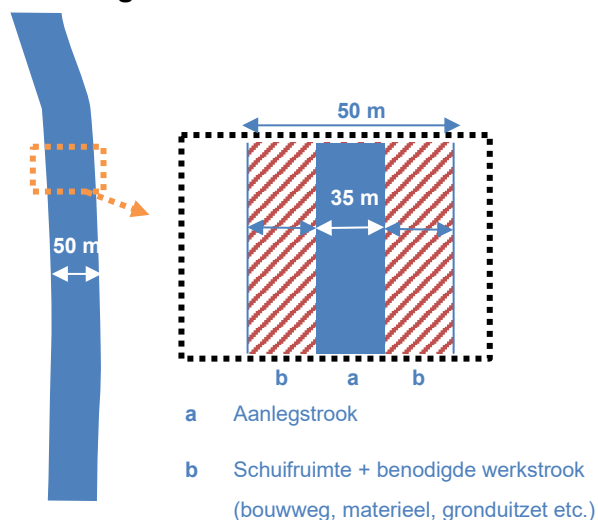 50 m
50 m
35 m
b a b
a Aanlegstrook
b Schuifruimte + benodigde werkstrook
(bouwweg, materieel, gronduitzet etc.)